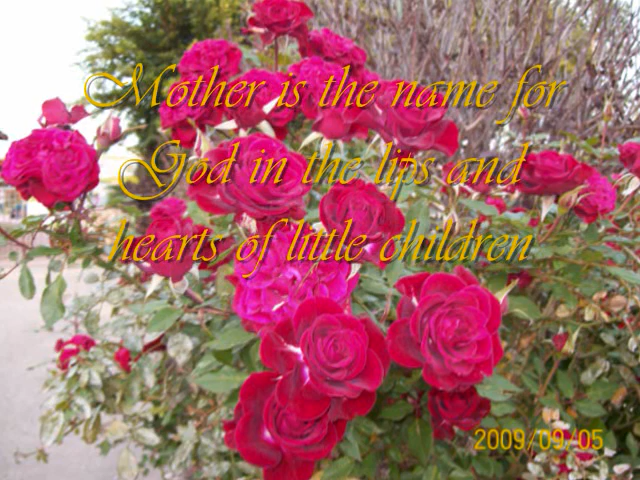 Mother is the name for
God in the lips and
hearts of little children
2009/09/05